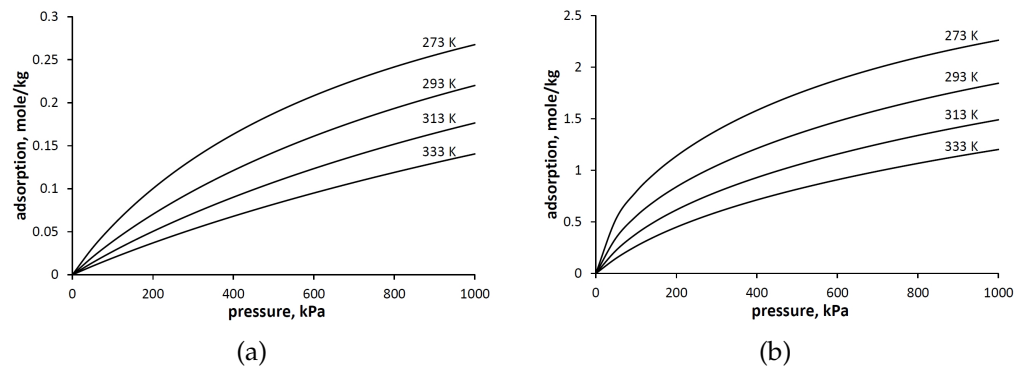 0.3
0.25
0.2
0.15
0.1
0.05
0
adsorption, mole/kg
273 K
293 K
313 K
333 K
0 200 400 600 800 1000
pressure, kPa
(a)
2.5
2
1.5
1
0.5
0
adsorption, mole/kg
273 K
293 K
313 K
333 K
0 200 400 600 800 1000
pressure, kPa
(b)